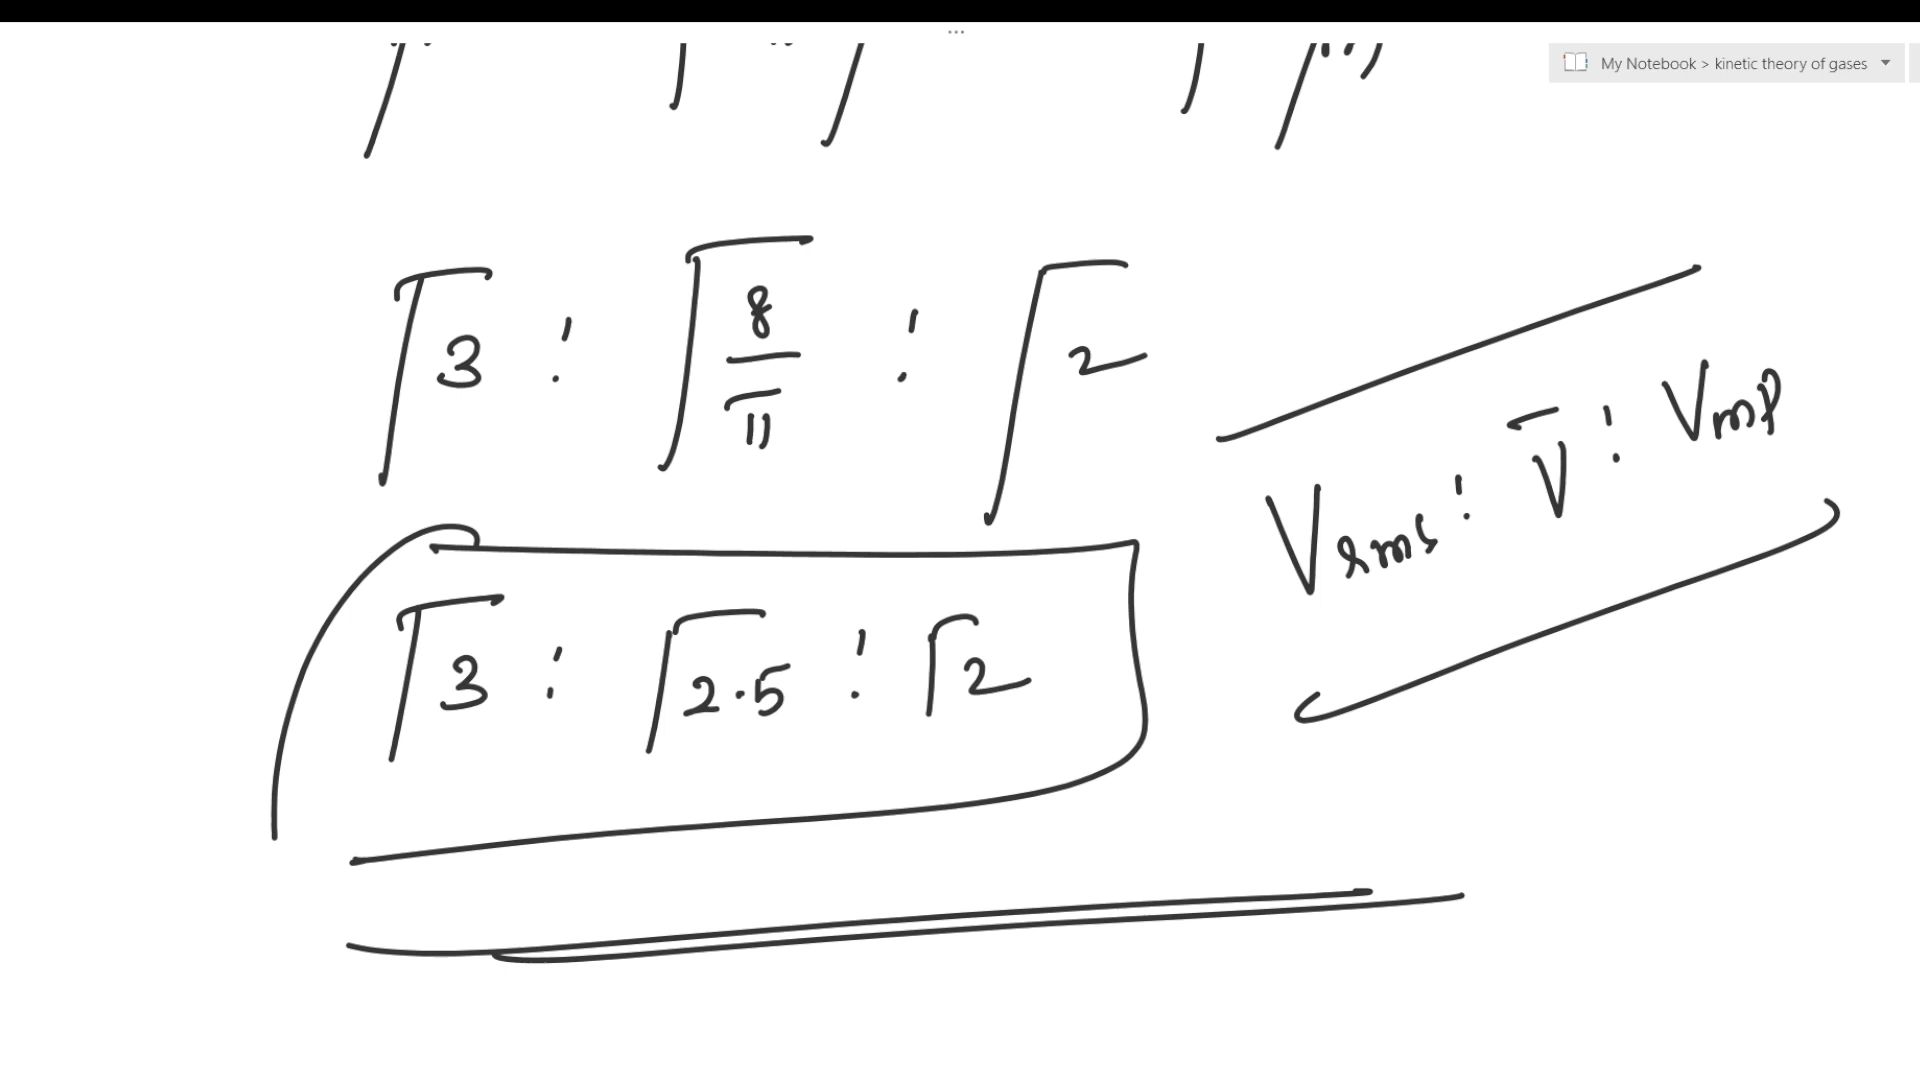 My Notebook > kinetic theory of gases
√3 : √(8/π) : √2
Vrms : V̅ : Vmp
√3 : √2.5 : √2